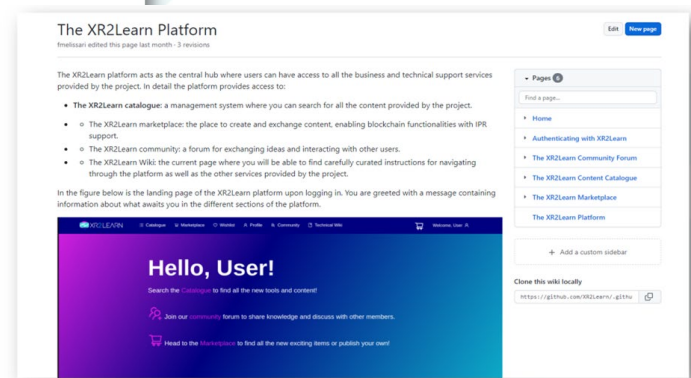 The XR2Learn Platform
Edit
New page
fmelissari edited this page last month · 3 revisions
The XR2Learn platform acts as the central hub where users can have access to all the business and technical support services
provided by the project. In detail the platform provides access to:
• The XR2Learn catalogue: a management system where you can search for all the content provided by the project.
• ○ The XR2Learn marketplace: the place to create and exchange content, enabling blockchain functionalities with IPR
support.
• ○ The XR2Learn community: a forum for exchanging ideas and interacting with other users.
• ○ The XR2Learn Wiki: the current page where you will be able to find carefully curated instructions for navigating
through the platform as well as the other services provided by the project.
In the figure below is the landing page of the XR2Learn platform upon logging in. You are greeted with a message containing
information about what awaits you in the different sections of the platform.
XR2LEARN
Catalogue
Marketplace
Wishlist
Profile
Community
Technical Wiki
Welcome, User
Hello, User!
Search the Catalogue to find all the new tools and content!
Join our community forum to share knowledge and discuss with other members.
Head to the Marketplace to find all the new exciting items or publish your own!
Pages 6
Find a page...
Home
Authenticating with XR2Learn
The XR2Learn Community Forum
The XR2Learn Content Catalogue
The XR2Learn Marketplace
The XR2Learn Platform
+ Add a custom sidebar
Clone this wiki locally
https://github.com/XR2Learn/.githu